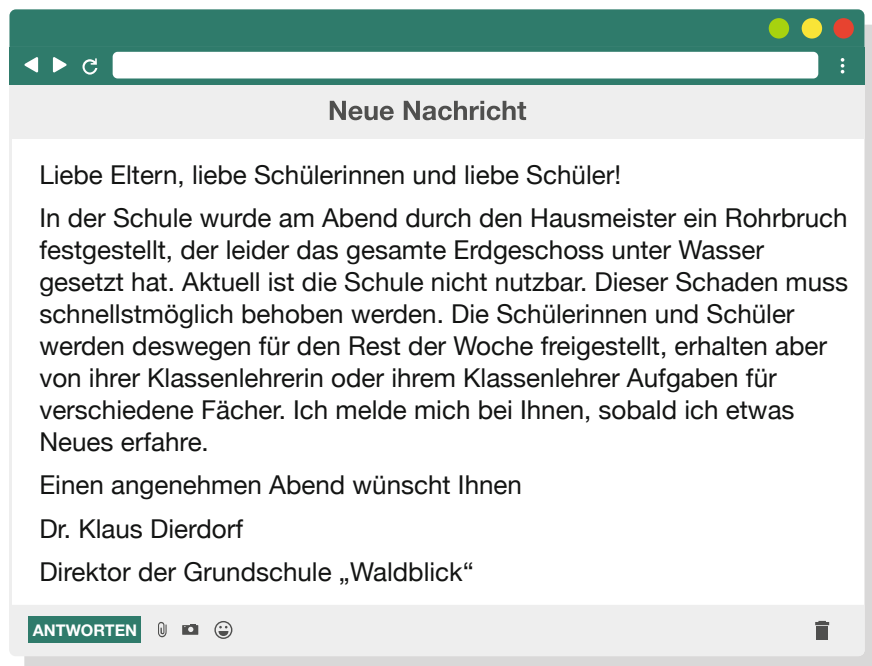 Neue Nachricht
Liebe Eltern, liebe Schülerinnen und liebe Schüler!
In der Schule wurde am Abend durch den Hausmeister ein Rohrbruch
festgestellt, der leider das gesamte Erdgeschoss unter Wasser
gesetzt hat. Aktuell ist die Schule nicht nutzbar. Dieser Schaden muss
schnellstmöglich behoben werden. Die Schülerinnen und Schüler
werden deswegen für den Rest der Woche freigestellt, erhalten aber
von ihrer Klassenlehrerin oder ihrem Klassenlehrer Aufgaben für
verschiedene Fächer. Ich melde mich bei Ihnen, sobald ich etwas
Neues erfahre.
Einen angenehmen Abend wünscht Ihnen
Dr. Klaus Dierdorf
Direktor der Grundschule „Waldblick“
ANTWORTEN